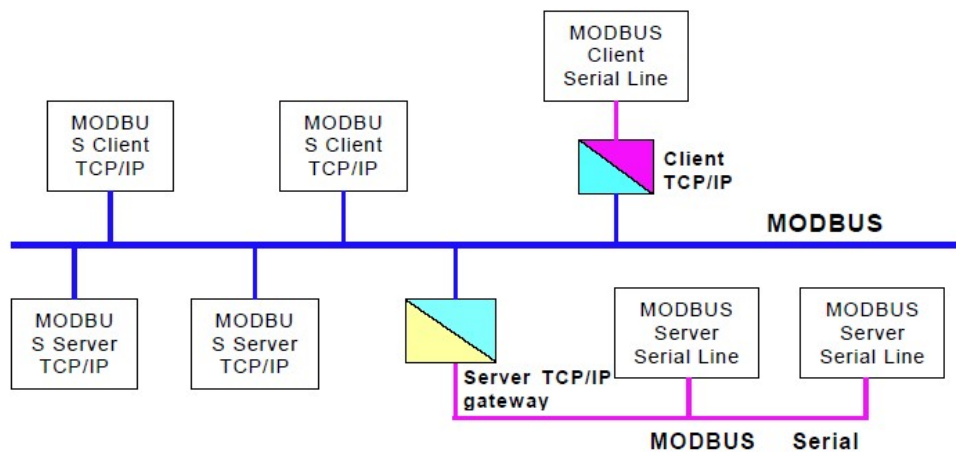 MODBUS
Client
Serial Line
MODBU
S Client
TCP/IP
MODBU
S Client
TCP/IP
Client
TCP/IP
MODBUS
MODBU
S Server
TCP/IP
MODBU
S Server
TCP/IP
Server TCP/IP
gateway
MODBUS
Server
Serial Line
MODBUS
Server
Serial Line
MODBUS Serial